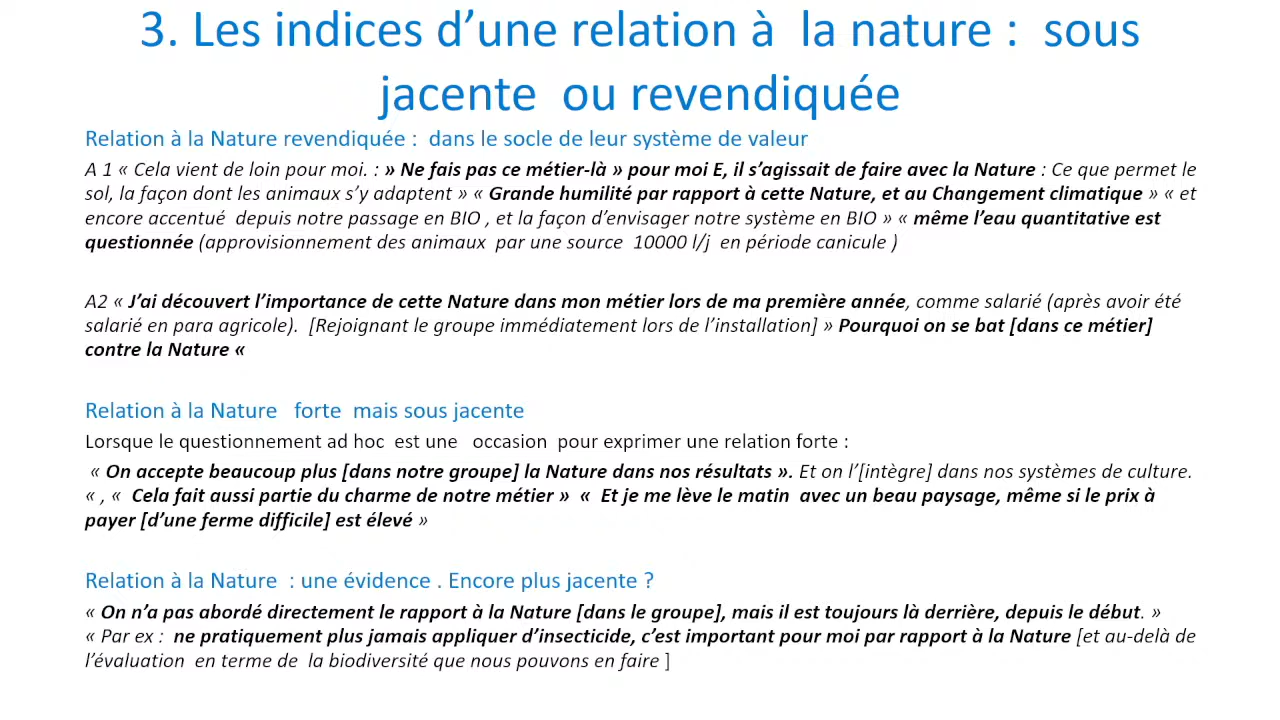 3. Les indices d’une relation à  la nature :  sous
jacente  ou revendiquée
Relation à la Nature revendiquée :  dans le socle de leur système de valeur
A 1 « Cela vient de loin pour moi. : » Ne fais pas ce métier-là » pour moi E, il s’agissait de faire avec la Nature : Ce que permet le
sol, la façon dont les animaux s’y adaptent » « Grande humilité par rapport à cette Nature, et au Changement climatique » « et
encore accentué  depuis notre passage en BIO , et la façon d’envisager notre système en BIO » « même l’eau quantitative est
questionnée (approvisionnement des animaux  par une source  10000 l/j  en période canicule )
A2 « J’ai découvert l’importance de cette Nature dans mon métier lors de ma première année, comme salarié (après avoir été
salarié en para agricole).  [Rejoignant le groupe immédiatement lors de l’installation] » Pourquoi on se bat [dans ce métier]
contre la Nature «
Relation à la Nature   forte  mais sous jacente
Lorsque le questionnement ad hoc  est une   occasion  pour exprimer une relation forte :
« On accepte beaucoup plus [dans notre groupe] la Nature dans nos résultats ». Et on l’[intègre] dans nos systèmes de culture.
« , «  Cela fait aussi partie du charme de notre métier »  «  Et je me lève le matin  avec un beau paysage, même si le prix à
payer [d’une ferme difficile] est élevé »
Relation à la Nature  : une évidence . Encore plus jacente ?
« On n’a pas abordé directement le rapport à la Nature [dans le groupe], mais il est toujours là derrière, depuis le début. »
« Par ex :  ne pratiquement plus jamais appliquer d’insecticide, c’est important pour moi par rapport à la Nature [et au-delà de
l’évaluation  en terme de  la biodiversité que nous pouvons en faire ]